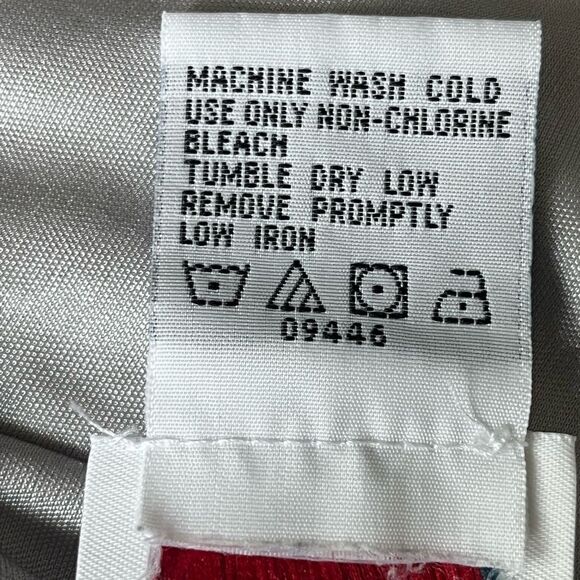 MACHINE WASH COLD
USE ONLY NON-CHLORINE
BLEACH
TUMBLE DRY LOW
REMOVE PROMPTLY
LOW IRON
09446